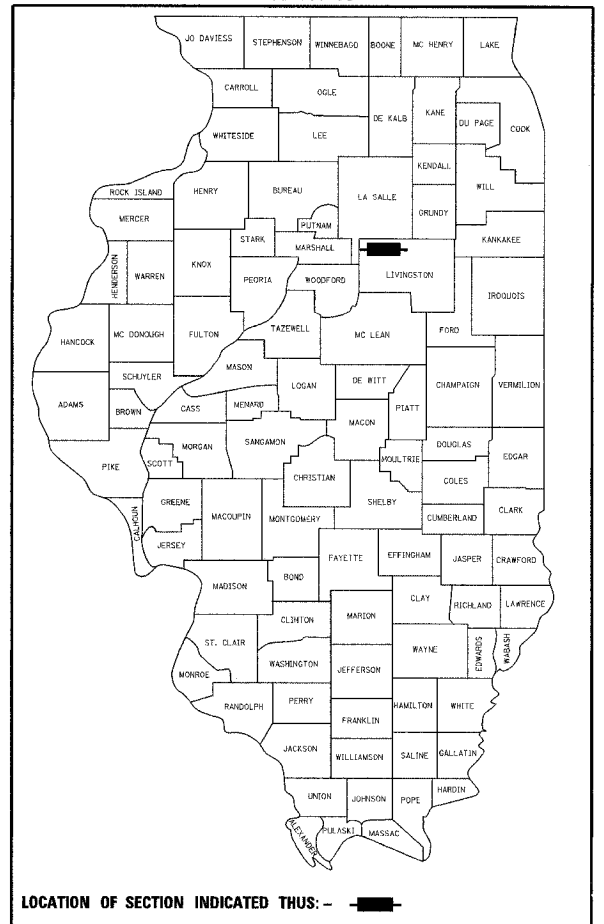 JO DAVIESS
STEPHENSON
WINNEBAGO
BOONE
MC HENRY
LAKE
CARROLL
OGLE
DE KALB
KANE
DU PAGE
COOK
WHITESIDE
LEE
KENDALL
WILL
ROCK ISLAND
HENRY
BUREAU
LA SALLE
GRUNDY
MERCER
PUTNAM
STARK
MARSHALL
KANKAKEE
HENDERSON
WARREN
KNOX
PEORIA
WOODFORD
LIVINGSTON
IROQUOIS
HANCOCK
MC DONOUGH
FULTON
TAZEWELL
MC LEAN
FORD
SCHUYLER
MASON
LOGAN
DE WITT
CHAMPAIGN
VERMILION
ADAMS
BROWN
CASS
MENARD
PIATT
MACON
PIKE
SCOTT
MORGAN
SANGAMON
MOULTRIE
DOUGLAS
EDGAR
CHRISTIAN
COLES
CALHOUN
GREENE
MACOUPIN
MONTGOMERY
SHELBY
CUMBERLAND
CLARK
JERSEY
FAYETTE
EFFINGHAM
JASPER
CRAWFORD
MADISON
BOND
CLAY
RICHLAND
LAWRENCE
CLINTON
MARION
ST. CLAIR
WAYNE
EDWARDS
WABASH
WASHINGTON
JEFFERSON
MONROE
RANDOLPH
PERRY
HAMILTON
WHITE
FRANKLIN
JACKSON
WILLIAMSON
SALINE
GALLATIN
UNION
JOHNSON
POPE
HARDIN
ALEXANDER
PULASKI
MASSAC
LOCATION OF SECTION INDICATED THUS: -